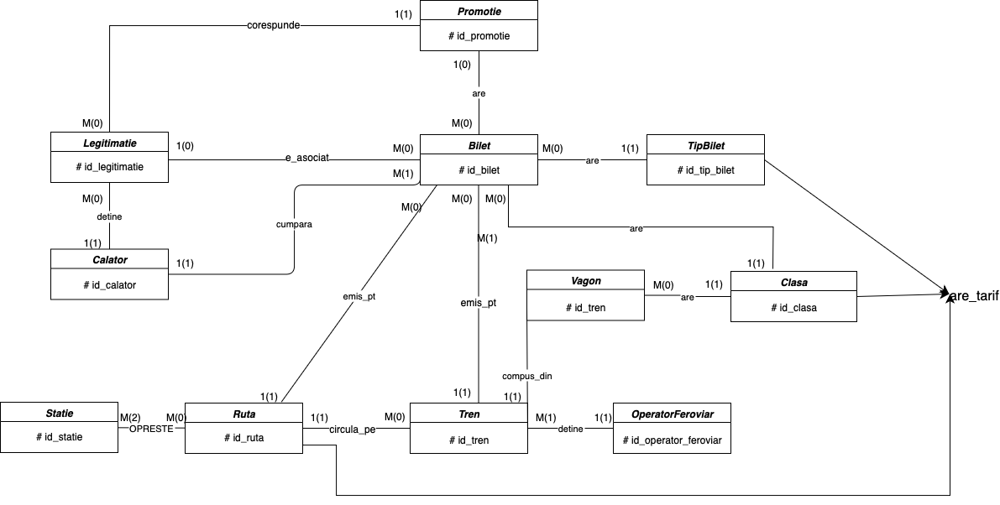 Promotie
1(1)
corespunde
# id_promotie
1(0)
are
M(0)
M(0)
Legitimatie
# id_legitimatie
1(0)
e_asociat
M(0)
Bilet
# id_bilet
M(0)
are
1(1)
TipBilet
# id_tip_bilet
M(1)
M(0)
detine
1(1)
cumpara
M(0)
M(0)
M(0)
M(1)
are
Calator
# id_calator
1(1)
1(1)
Vagon
# id_tren
M(0)
are
1(1)
Clasa
# id_clasa
are_tarif
emis_pt
emis_pt
compus_din
1(1)
1(1)
1(1)
Statie
# id_statie
M(2)
OPRESTE
M(0)
Ruta
# id_ruta
1(1)
circula_pe
M(0)
Tren
# id_tren
M(1)
detine
1(1)
OperatorFeroviar
# id_operator_feroviar